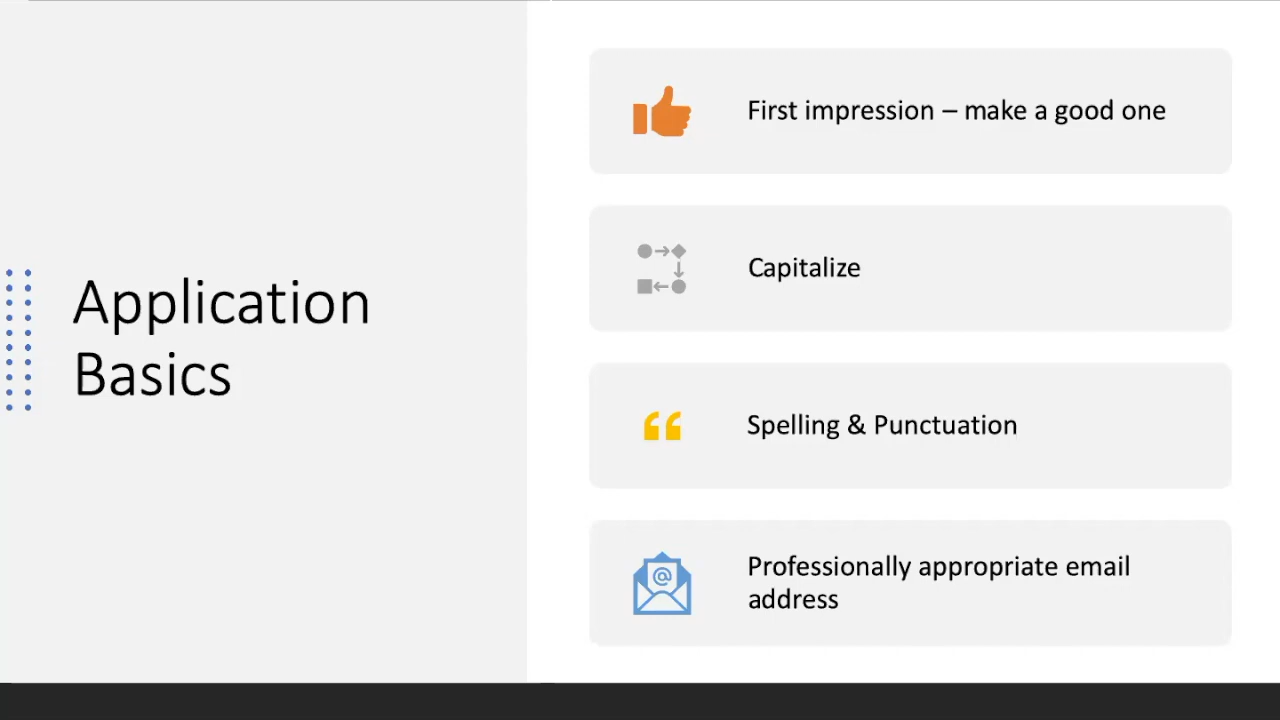 Application
Basics
First impression – make a good one
Capitalize
Spelling & Punctuation
Professionally appropriate email
address